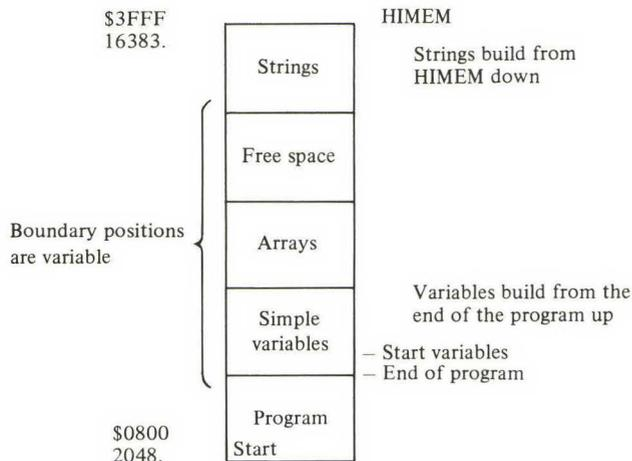 $3FFF
16383.
HIMEM
Strings
Strings build from
HIMEM down
Free space
Boundary positions
are variable
Arrays
Simple
variables
Variables build from the
end of the program up
– Start variables
– End of program
Program
Start
$0800
2048.